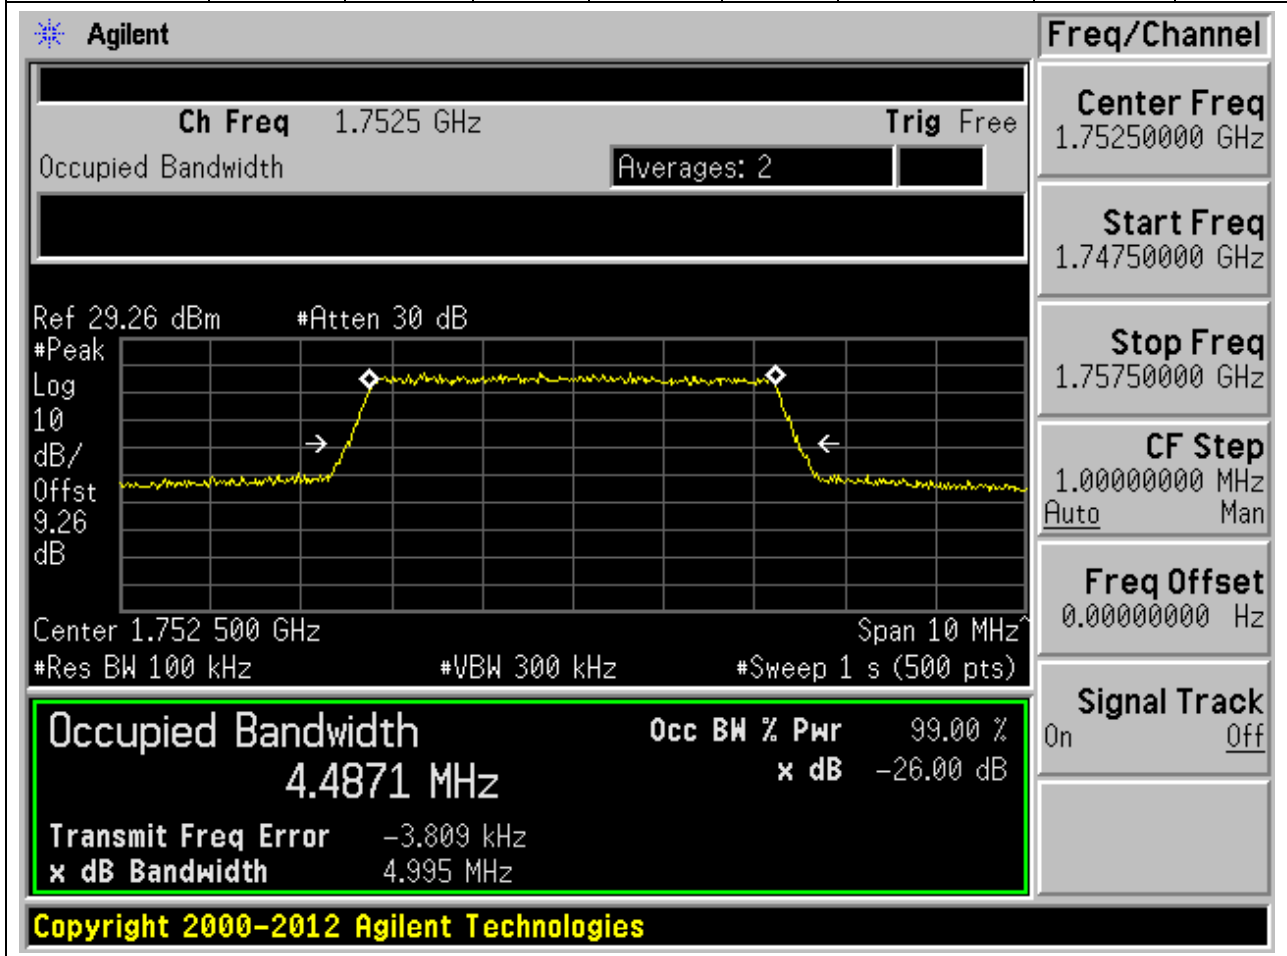 Agilent
Freq/Channel
Ch Freq 1.7525 GHz Trig Free
Occupied Bandwidth Averages: 2
Center Freq
1.75250000 GHz
Start Freq
1.74750000 GHz
Stop Freq
1.75750000 GHz
CF Step
1.00000000 MHz
Auto Man
Freq Offset
0.00000000 Hz
Signal Track
On Off
Ref 29.26 dBm #Atten 30 dB
#Peak
Log
10
dB/
Offst
9.26
dB
Center 1.752 500 GHz Span 10 MHz^
#Res BW 100 kHz #VBW 300 kHz #Sweep 1 s (500 pts)
Occupied Bandwidth Occ BW % Pwr 99.00 %
4.4871 MHz x dB -26.00 dB
Transmit Freq Error -3.809 kHz
x dB Bandwidth 4.995 MHz
Copyright 2000-2012 Agilent Technologies